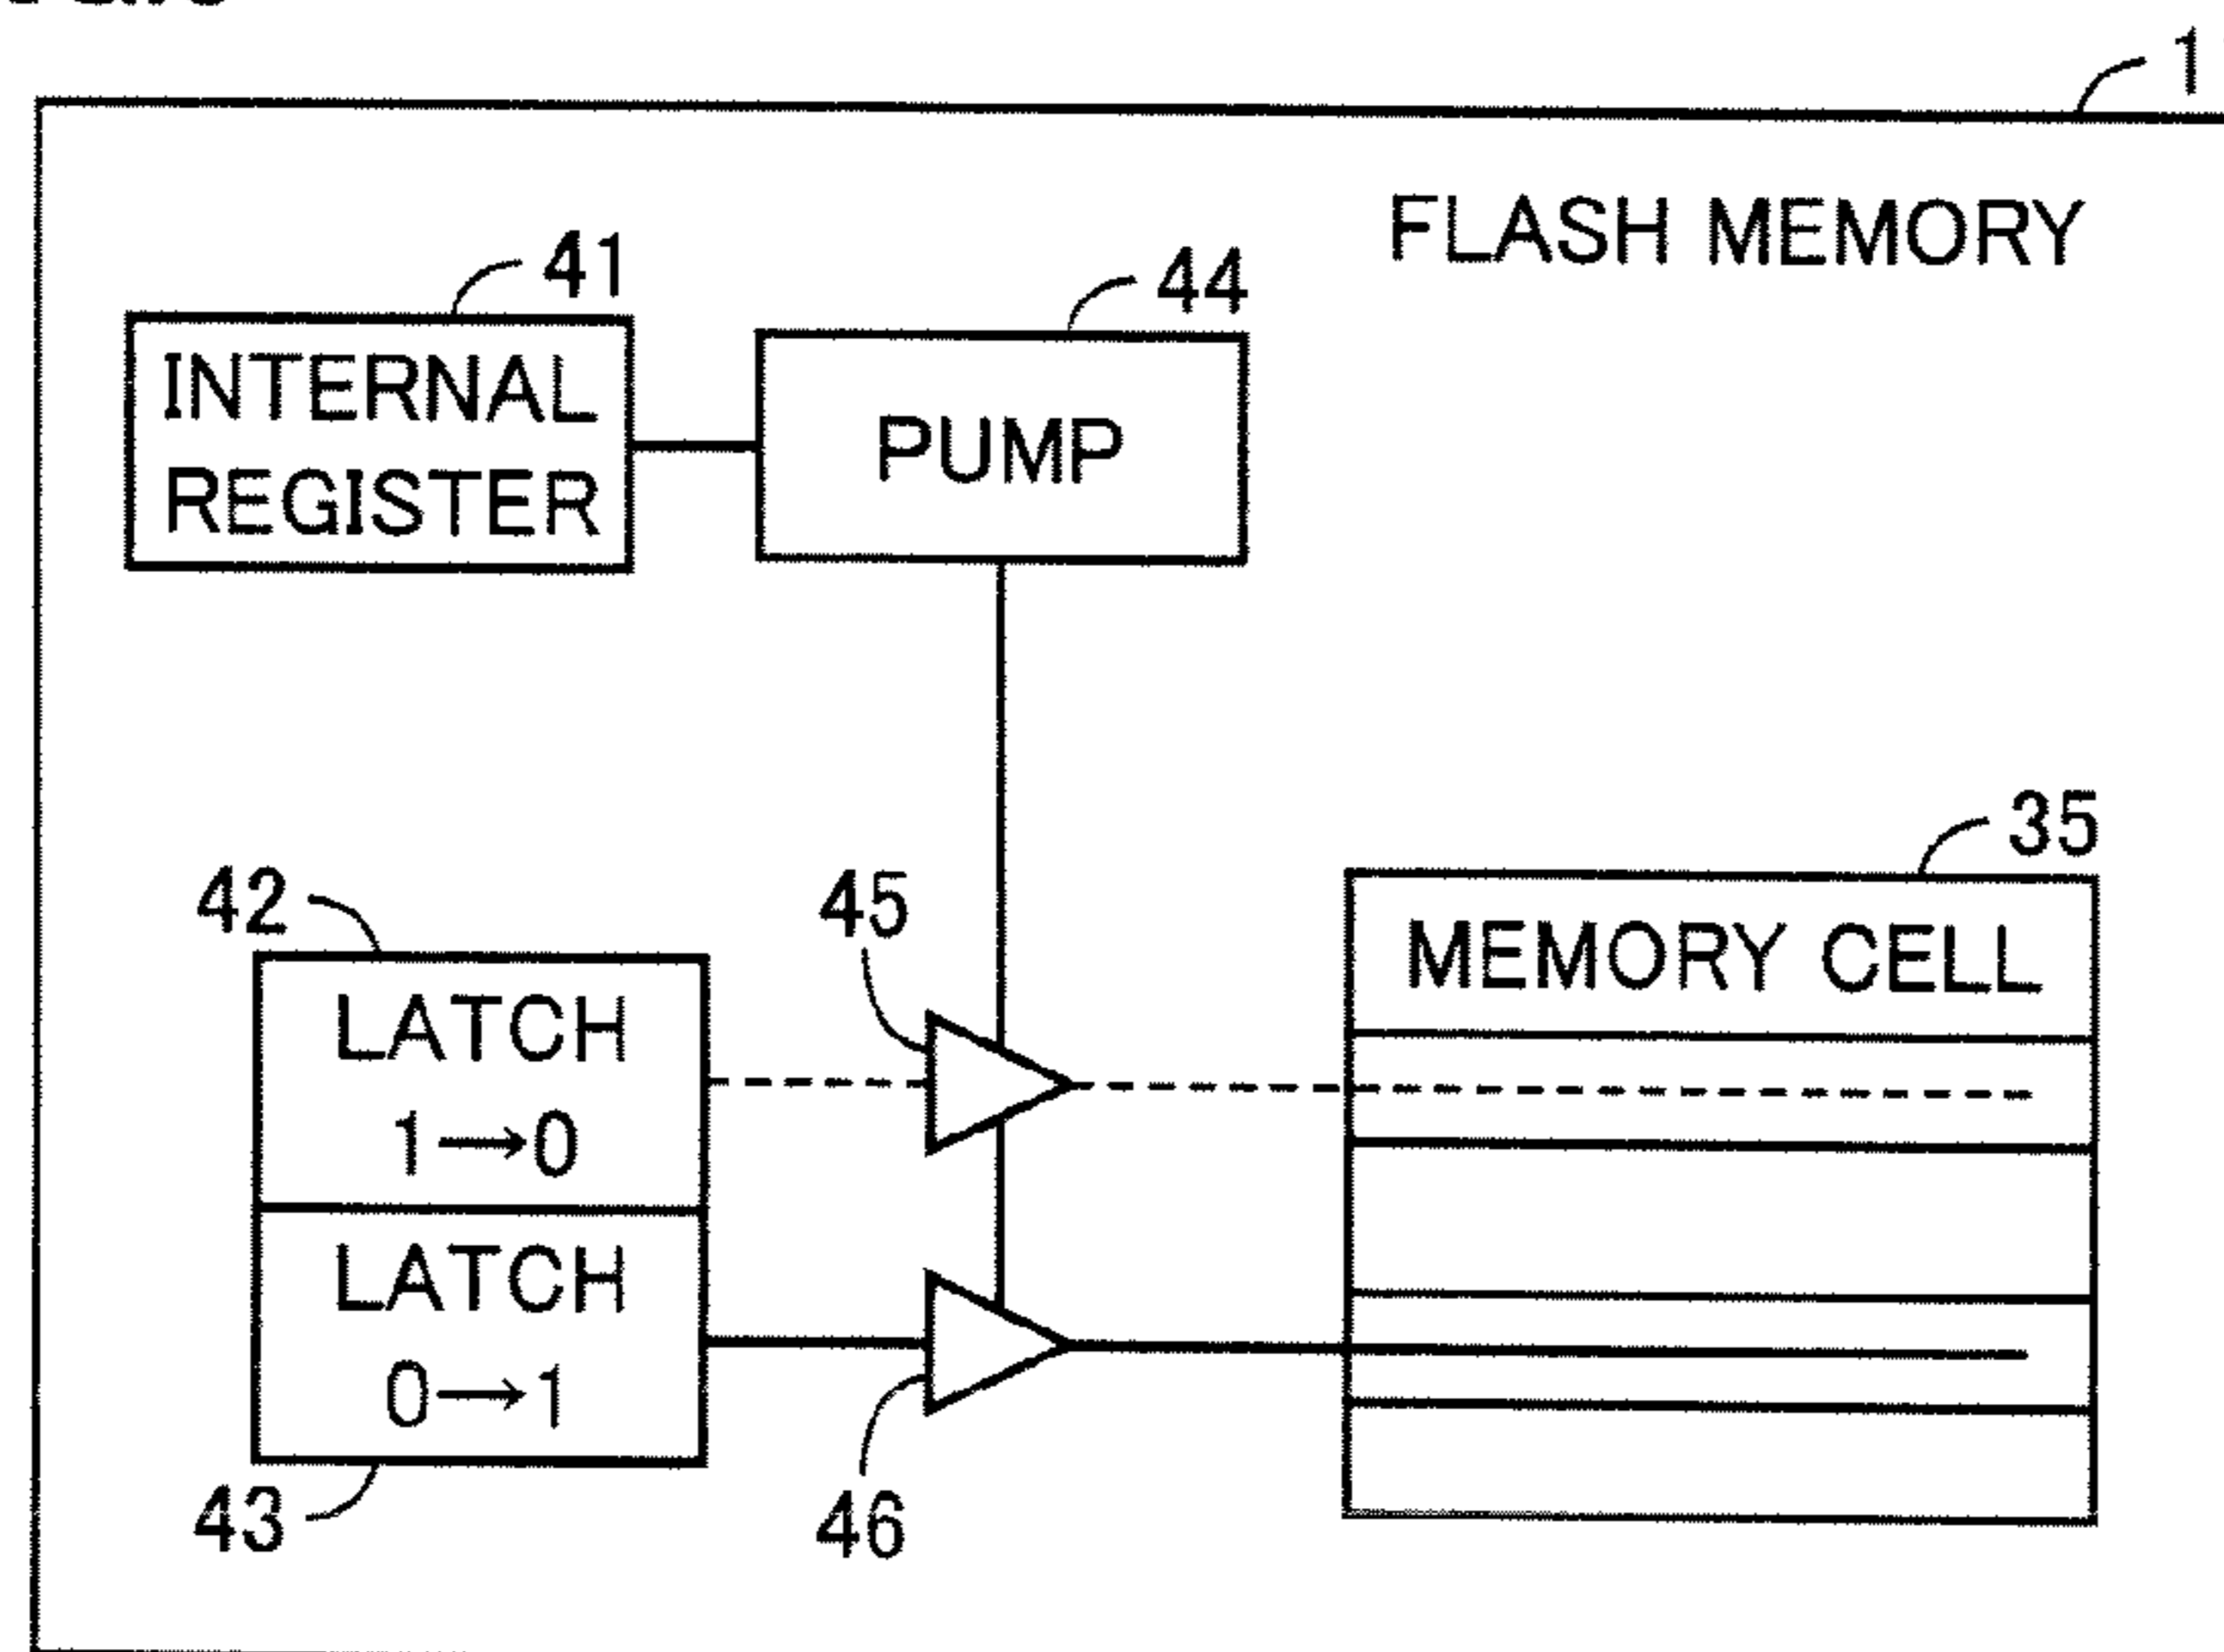 FLASH MEMORY
41
44
INTERNAL
REGISTER
PUMP
35
42
45
MEMORY CELL
LATCH
1→0
LATCH
0→1
43
46